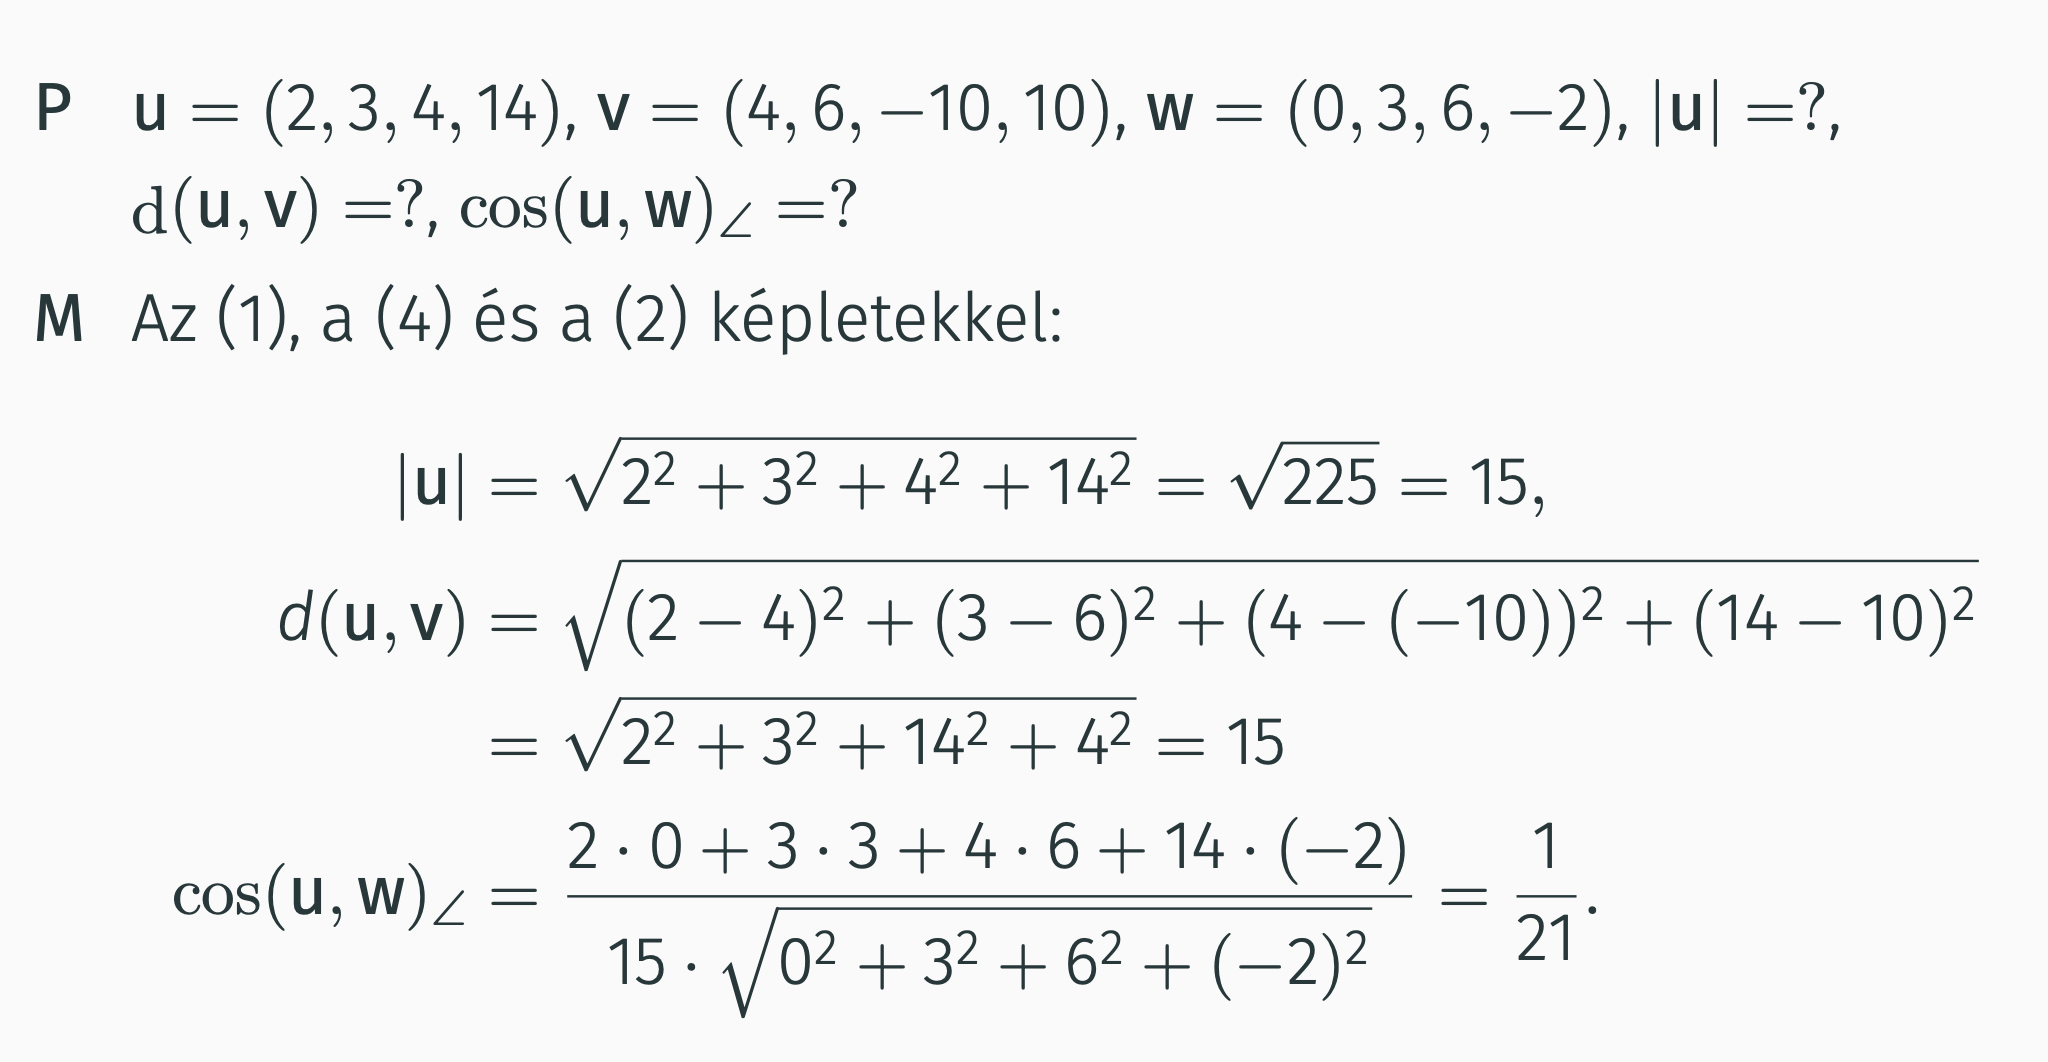 P u = (2, 3, 4, 14), v = (4, 6, −10, 10), w = (0, 3, 6, −2), |u| =?,
d(u, v) =?, cos(u, w)∠ =?
M Az (1), a (4) és a (2) képletekkel:
|u| = √(2² + 3² + 4² + 14²) = √225 = 15,
d(u, v) = √((2 − 4)² + (3 − 6)² + (4 − (−10))² + (14 − 10)²)
= √(2² + 3² + 14² + 4²) = 15
cos(u, w)∠ = (2 · 0 + 3 · 3 + 4 · 6 + 14 · (−2)) / (15 · √(0² + 3² + 6² + (−2)²)) = 1/21.